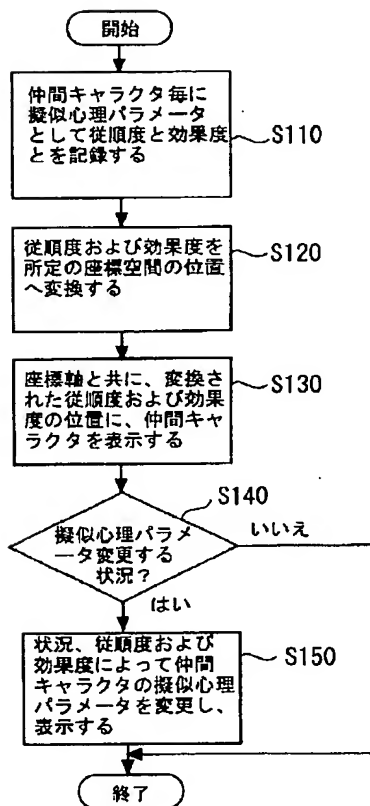 開始
仲間キャラクタ毎に
擬似心理パラメータ
として従順度と効果度
とを記録する
S110
従順度および効果度を
所定の座標空間の位置
へ変換する
S120
座標軸と共に、変換さ
れた従順度および効果
度の位置に、仲間キャ
ラクタを表示する
S130
S140
擬似心理パラメ
ータ変更する
状況?
いいえ
はい
状況、従順度および
効果度によって仲間
キャラクタの擬似心理
パラメータを変更し、
表示する
S150
終了